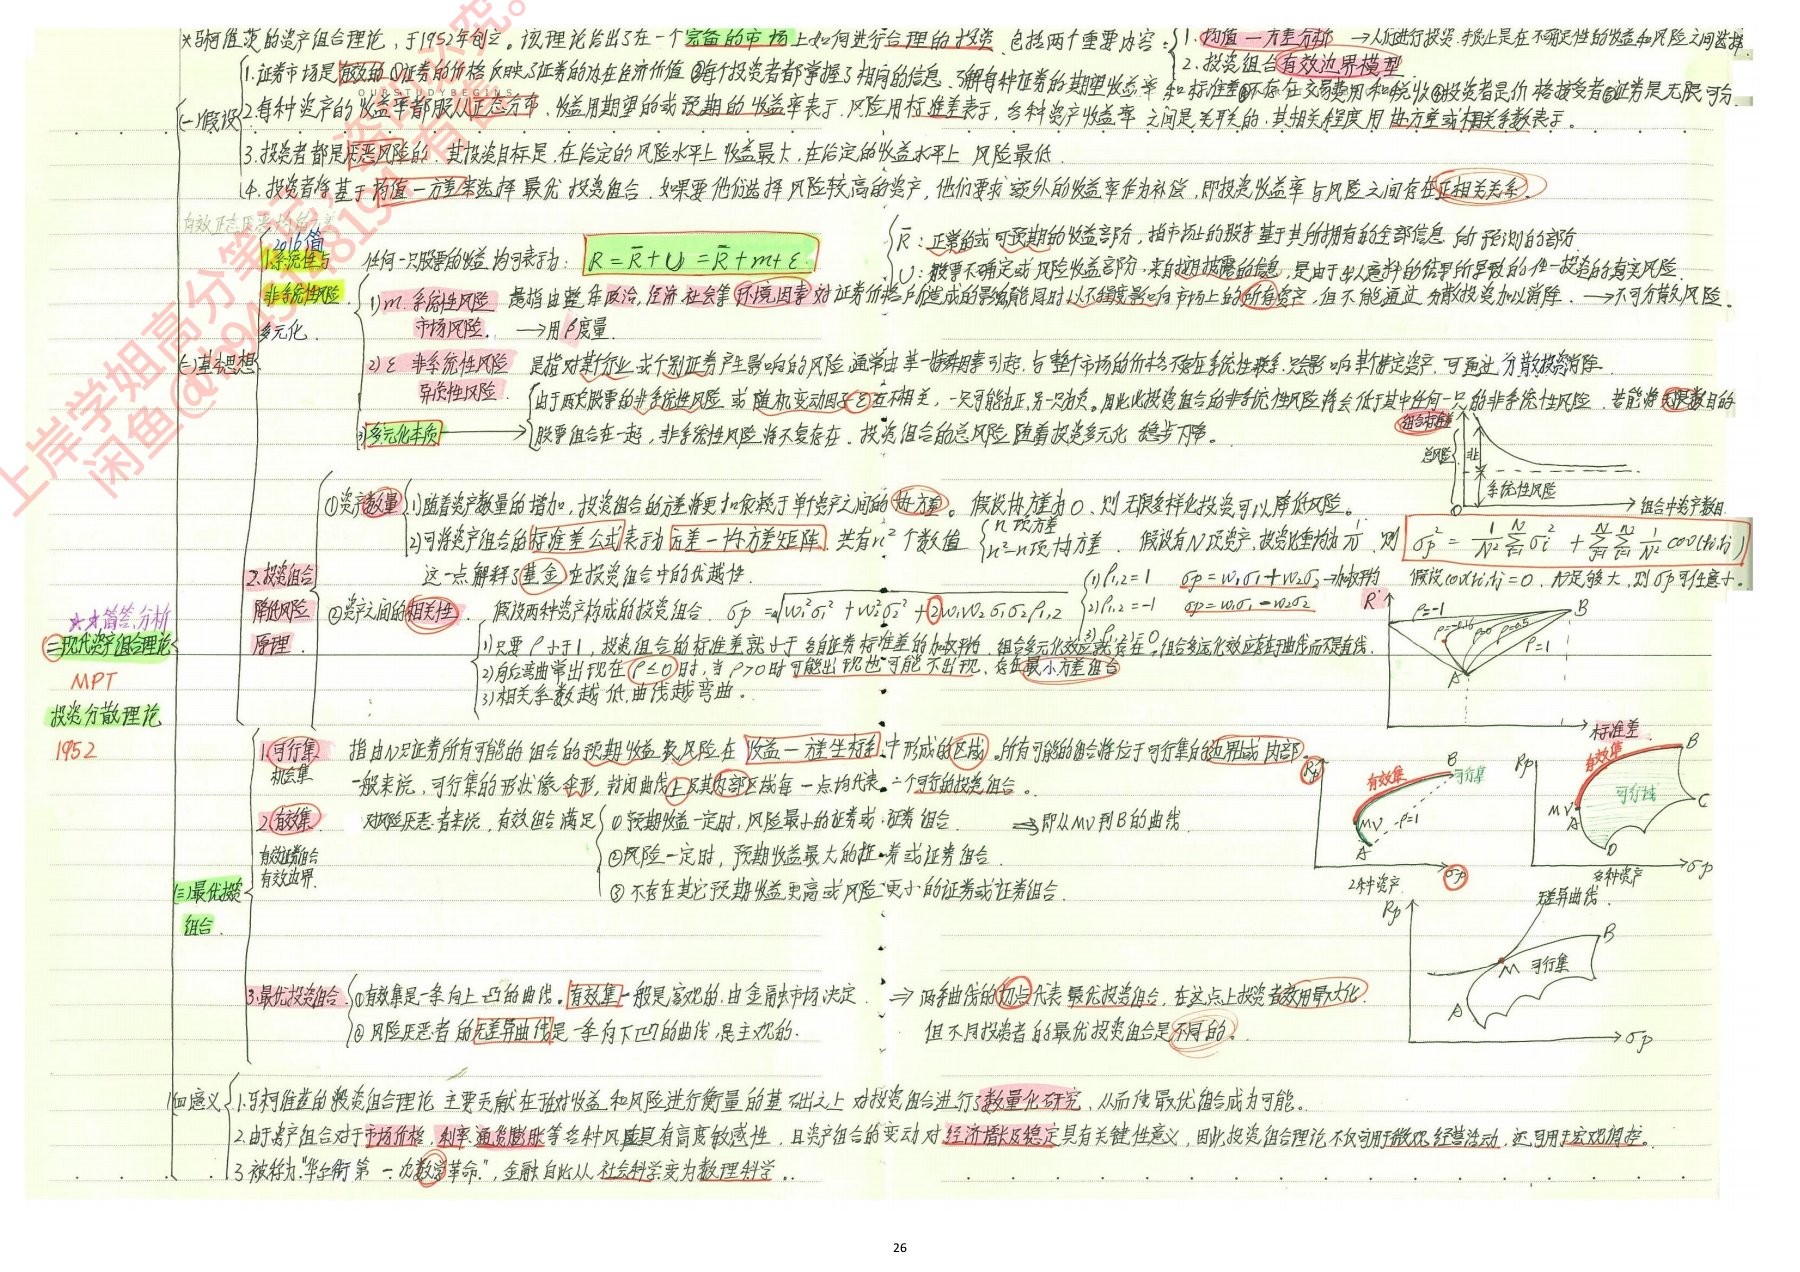 *马柯维茨的资产组合理论，于1952年创立。该理论给出了在一个完备的市场上如何进行合理的投资，包括两个重要内容：
1.均值一方差分析 →人们进行投资，本质上是在不确定性的收益和风险之间选择
2.投资组合有效边界模型
(一)假设
1.证券市场是有效的 ①证券的价格反映了证券的内在经济价值 ②每个投资者都掌握了相同的信息，了解每种证券的期望收益率和标准差 ③不存在交易费用和税收 ④投资者是价格接受者 ⑤证券是无限可分
2.每种资产的收益率都服从正态分布，收益用期望的或预期的收益率表示，风险用标准差表示，各种资产收益率之间是关联的，其相关程度用协方差或相关系数表示。
3.投资者都是厌恶风险的，其投资目标是，在给定的风险水平上收益最大，在给定的收益水平上风险最低.
4.投资者将基于均值一方差来选择最优投资组合，如果要他们选择风险较高的资产，他们要求额外的收益率作为补偿，即投资收益率与风险之间存在正相关关系。
OURSTUDYBEGINS
2016简
(二)基本思想
1.系统性与
非系统性风险
多元化.
任何一只股票的收益均可表示为： R = R̄ + U = R̄ + m + ε.
R̄：正常的或可预期的收益部分，指市场上的股东基于其所拥有的全部信息所预测的部分.
U：股票不确定或风险收益部分，来自投资披露的信息，是由于出人意料的结果所导致的任一投资的真实风险.
1) m. 系统性风险 是指由整体政治、经济、社会等环境因素对证券价格所造成的影响，能同时以不同程度影响市场上的所有资产，但不能通过分散投资加以消除. →不可分散风险.
市场风险. →用β度量
2) ε 非系统性风险 是指对某个行业或个别证券产生影响的风险，通常由某一特殊因素引起，与整个市场的价格不存在系统性联系，只会影响某个特定资产，可通过分散投资消除.
异质性风险.
3) 多元化本质
由于两只股票的非系统性风险或随机变动因子ε互不相关，一只可能为正，另一只为负。因此投资组合的非系统性风险将会低于其中任何一只的非系统性风险，若能将无限数目的
股票组合在一起，非系统性风险将不复存在，投资组合的总风险随着投资多元化稳步下降。
组合标准差
总风险
非
系统性风险
O
组合中资产数目.
2.投资组合
降低风险
原理.
①资产数量
1)随着资产数量的增加，投资组合的方差将更加依赖于单个资产之间的协方差。假设协方差为0，则无限多样化投资可以降低风险。
2)可将资产组合的标准差公式表示为方差一协方差矩阵，共有n²个数值
n项方差
n²-n项协方差.
假设有N项资产，投资比重均为1/N，则 σp² = 1/N² Σσi² + ΣΣ 1/N² cov(ri,rj)
这一点解释了基金在投资组合中的优越性.
假设cov(ri,rj)=0，N足够大，则σp可任意小.
②资产之间的相关性. 假设两种资产构成的投资组合. σp = √(w₁²σ₁² + w₂²σ₂² + 2w₁w₂σ₁σ₂ρ₁,₂)
(1)ρ₁,₂=1 σp=w₁σ₁+w₂σ₂→加权平均
(2)ρ₁,₂=-1 σp=w₁σ₁-w₂σ₂
1)只要ρ小于1，投资组合的标准差就小于各自证券标准差的加权平均，组合多元化效应就存在。组合多元化效应存在于曲线而不是直线.
2)向后弯曲常出现在ρ≤0时，当ρ>0时可能出现也可能不出现，存在最小方差组合
3)相关系数越低，曲线越弯曲。
R
ρ=-1
ρ=0
ρ=0.5
ρ=1
A
B
标准差
☆☆简答、分析
二、现代资产组合理论
MPT
投资分散理论
1952
(三)最优投资
组合.
1.可行集
机会集
指由N只证券所有可能的组合的预期收益与风险在收益一方差坐标轴中形成的区域。所有可能的组合将位于可行集的边界或内部.
一般来说，可行集的形状像伞形，封闭曲线上及其内部区域每一点均代表一个可行的投资组合。
2.有效集
有效证券组合
有效边界.
对风险厌恶者来说，有效组合满足
①预期收益一定时，风险最小的证券或证券组合. ⇒即从MV到B的曲线.
②风险一定时，预期收益最大的证券或证券组合.
③不存在其它预期收益更高或风险更小的证券或证券组合.
Rp
有效集
可行集
B
MV
ρ=1
A
σp
2种资产
Rp
有效集
B
可行域
MV
A
C
D
σp
多种资产
3.最优投资组合
①有效集是一条向上凸的曲线。有效集一般是客观的，由金融市场决定.
②风险厌恶者的无差异曲线是一条向下凹的曲线，是主观的.
⇒两条曲线的切点代表最优投资组合，在这点上投资者效用最大化.
但不同投资者的最优投资组合是不同的。
Rp
无差异曲线.
B
M 可行集
A
σp
(四)意义
1.马柯维茨的投资组合理论主要贡献在于在对收益和风险进行衡量的基础之上对投资组合进行了数量化研究，从而使最优组合成为可能。
2.由于资产组合对于市场价格、利率、通货膨胀等各种风险具有高度敏感性，且资产组合的变动对经济增长及稳定具有关键性意义，因此投资组合理论不仅可用于微观经营活动，还可用于宏观调控.
3.被称为"华尔街第一次数学革命"，金融自此从社会科学变为数理科学.
26